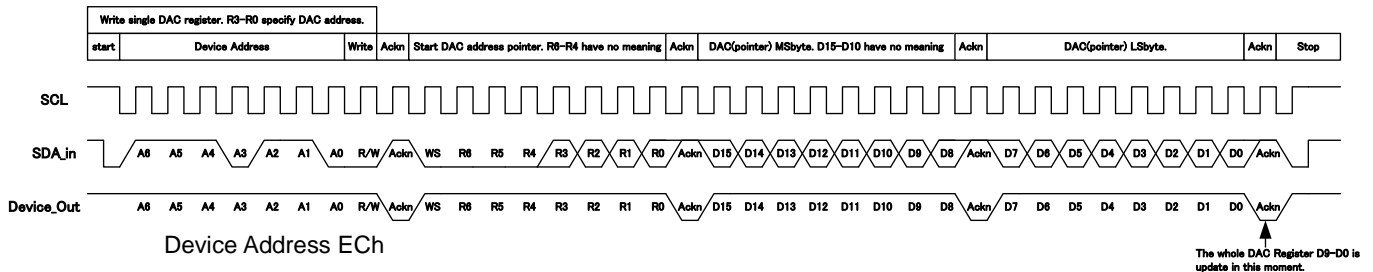 Write single DAC register. R3-R0 specify DAC address.
start Device Address Write Ackn Start DAC address pointer. R6-R4 have no meaning Ackn DAC(pointer) MSbyte. D15-D10 have no meaning Ackn DAC(pointer) LSbyte. Ackn Stop
SCL
SDA_in A6 A5 A4 A3 A2 A1 A0 R/W Ackn WS R6 R5 R4 R3 R2 R1 R0 Ackn D15 D14 D13 D12 D11 D10 D9 D8 Ackn D7 D6 D5 D4 D3 D2 D1 D0 Ackn
Device_Out A6 A5 A4 A3 A2 A1 A0 R/W Ackn WS R6 R5 R4 R3 R2 R1 R0 Ackn D15 D14 D13 D12 D11 D10 D9 D8 Ackn D7 D6 D5 D4 D3 D2 D1 D0 Ackn
Device Address ECh
The whole DAC Register D9-D0 is
update in this moment.